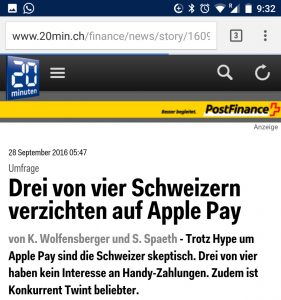 9:32
www.20min.ch/finance/news/story/1609
3
20
minuten
Besser begleitet. PostFinance
Anzeige
28 September 2016 05:47
Umfrage
Drei von vier Schweizern
verzichten auf Apple Pay
von K. Wolfensberger und S. Spaeth - Trotz Hype um
Apple Pay sind die Schweizer skeptisch. Drei von vier
haben kein Interesse an Handy-Zahlungen. Zudem ist
Konkurrent Twint beliebter.